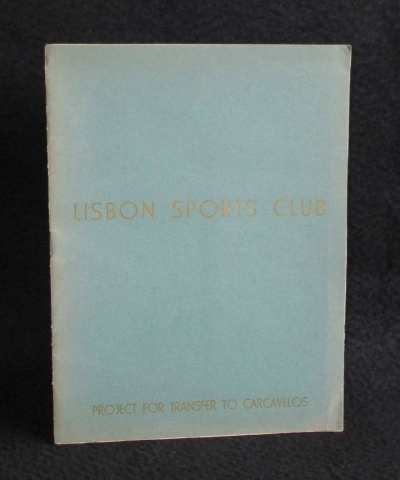 LISBON SPORTS CLUB
PROJECT FOR TRANSFER TO CARCAVELOS